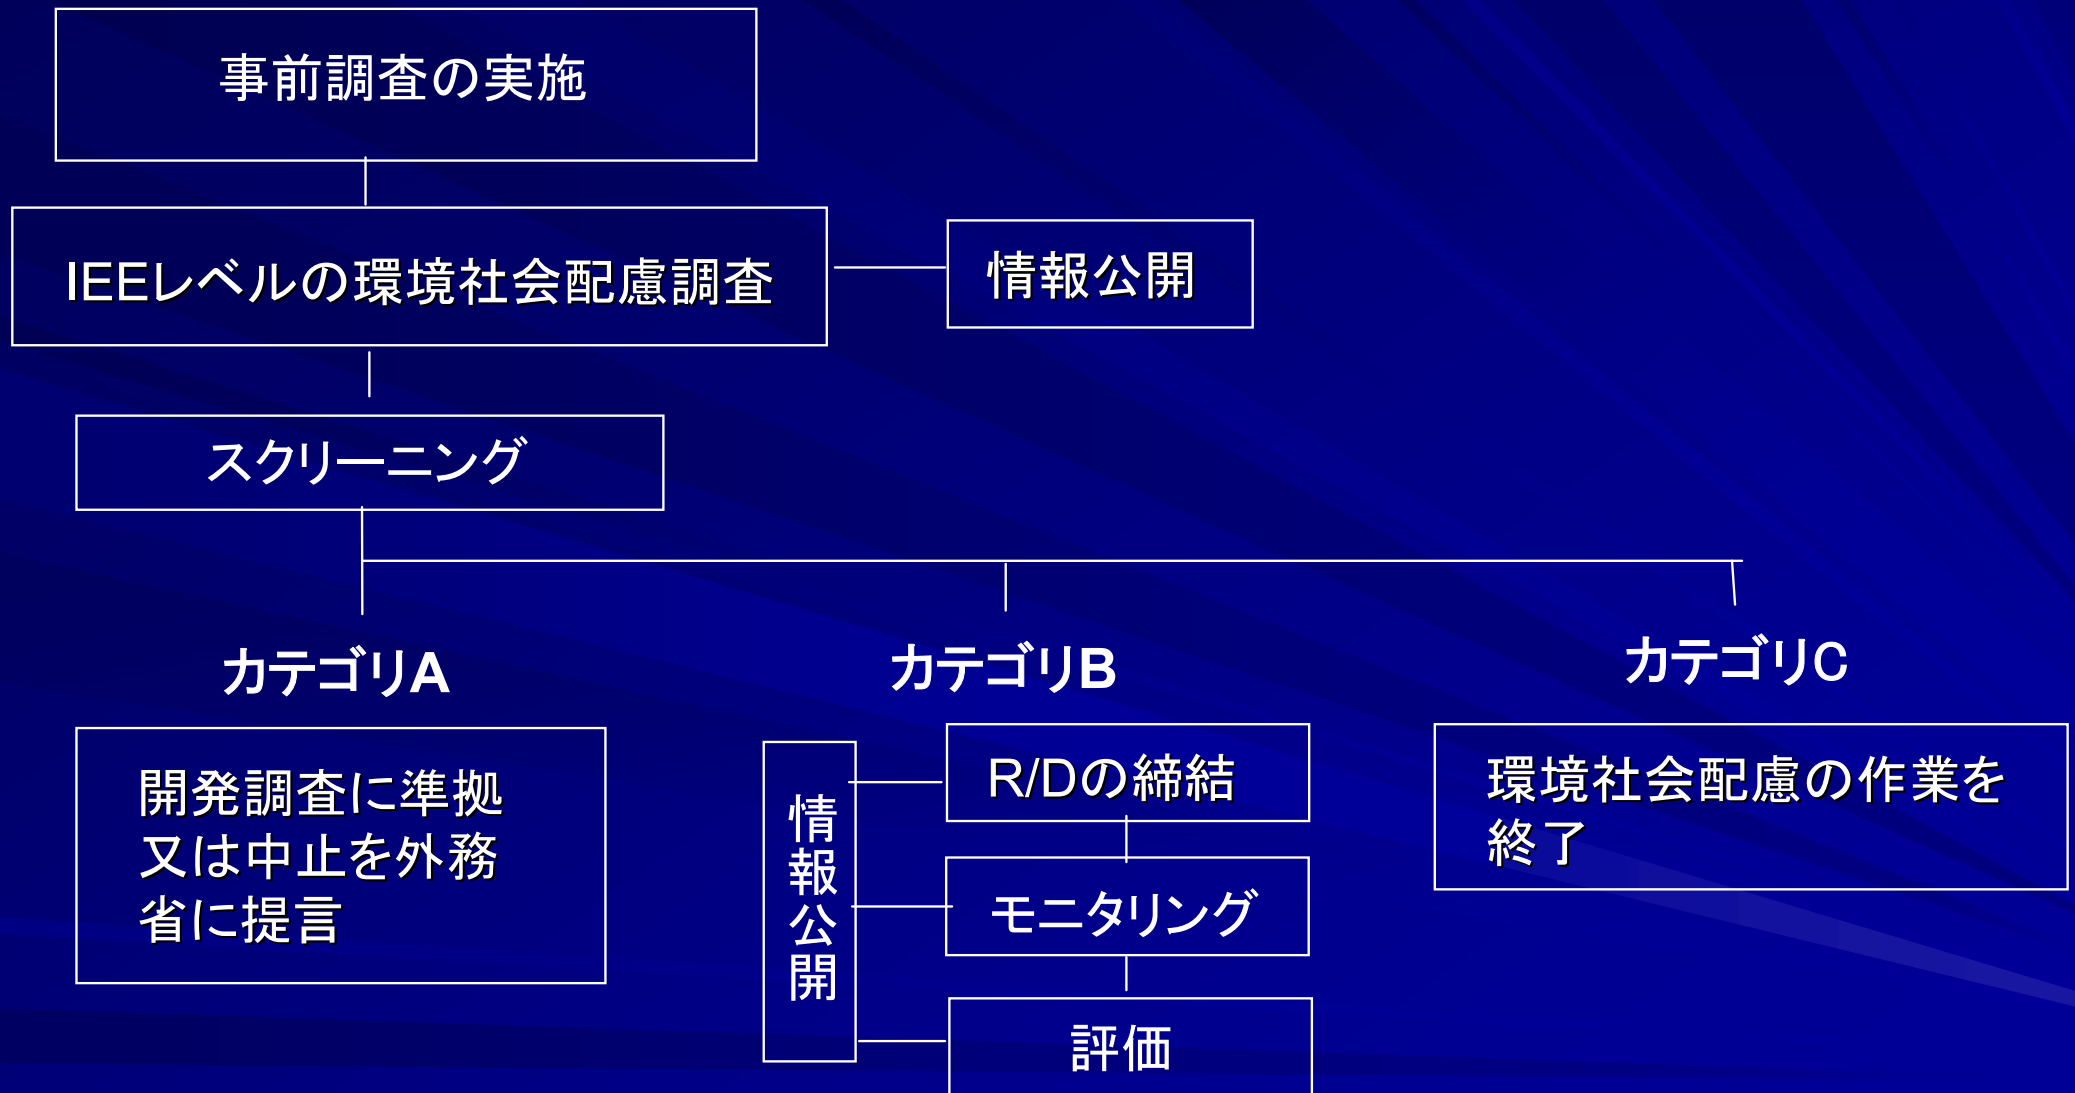 事前調査の実施
IEEレベルの環境社会配慮調査
情報公開
スクリーニング
カテゴリA
カテゴリB
カテゴリC
開発調査に準拠
又は中止を外務
省に提言
情報公開
R/Dの締結
モニタリング
評価
環境社会配慮の作業を
終了